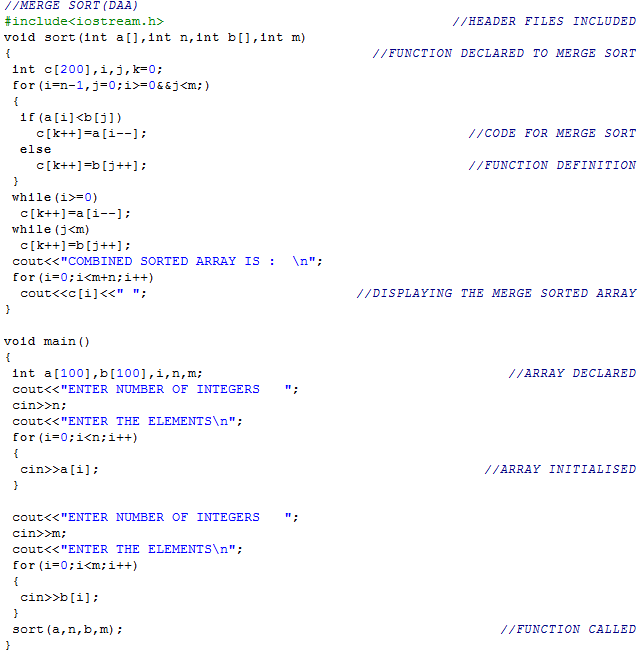 //MERGE SORT(DAA)
#include<iostream.h> //HEADER FILES INCLUDED
void sort(int a[],int n,int b[],int m)
{ //FUNCTION DECLARED TO MERGE SORT
int c[200],i,j,k=0;
for(i=n-1,j=0;i>=0&&j<m;)
{
if(a[i]<b[j])
c[k++]=a[i--]; //CODE FOR MERGE SORT
else
c[k++]=b[j++]; //FUNCTION DEFINITION
}
while(i>=0)
c[k++]=a[i--];
while(j<m)
c[k++]=b[j++];
cout<<"COMBINED SORTED ARRAY IS :  \n";
for(i=0;i<m+n;i++)
cout<<c[i]<<" "; //DISPLAYING THE MERGE SORTED ARRAY
}
void main()
{
int a[100],b[100],i,n,m; //ARRAY DECLARED
cout<<"ENTER NUMBER OF INTEGERS   ";
cin>>n;
cout<<"ENTER THE ELEMENTS\n";
for(i=0;i<n;i++)
{
cin>>a[i]; //ARRAY INITIALISED
}
cout<<"ENTER NUMBER OF INTEGERS   ";
cin>>m;
cout<<"ENTER THE ELEMENTS\n";
for(i=0;i<m;i++)
{
cin>>b[i];
}
sort(a,n,b,m); //FUNCTION CALLED
}